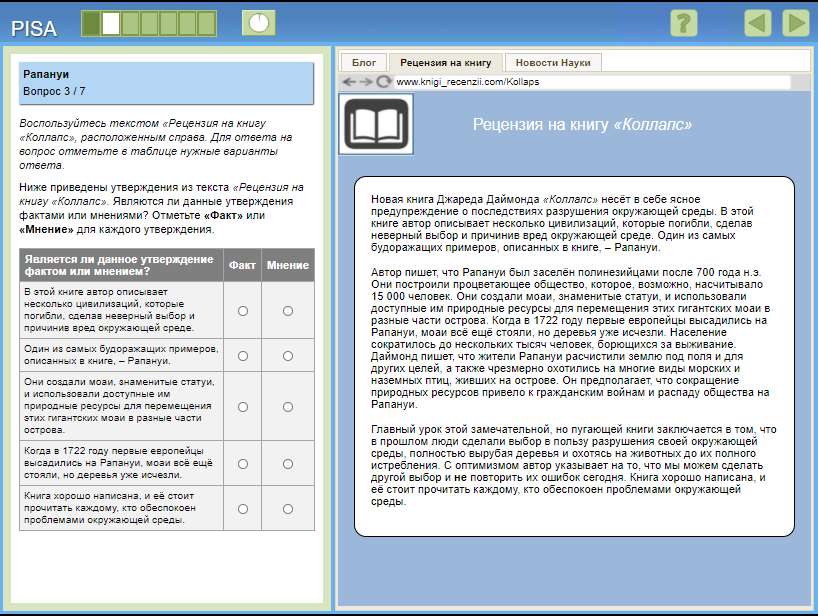 PISA
?
Рапануи
Вопрос 3 / 7
Воспользуйтесь текстом «Рецензия на книгу
«Коллапс», расположенным справа. Для ответа на
вопрос отметьте в таблице нужные варианты
ответа.
Ниже приведены утверждения из текста «Рецензия на
книгу «Коллапс». Являются ли данные утверждения
фактами или мнениями? Отметьте «Факт» или
«Мнение» для каждого утверждения.
Является ли данное утверждение
фактом или мнением?
Факт
Мнение
В этой книге автор описывает
несколько цивилизаций, которые
погибли, сделав неверный выбор и
причинив вред окружающей среде.
Один из самых будоражащих примеров,
описанных в книге, – Рапануи.
Они создали моаи, знаменитые статуи,
и использовали доступные им
природные ресурсы для перемещения
этих гигантских моаи в разные части
острова.
Когда в 1722 году первые европейцы
высадились на Рапануи, моаи всё ещё
стояли, но деревья уже исчезли.
Книга хорошо написана, и её стоит
прочитать каждому, кто обеспокоен
проблемами окружающей среды.
Блог
Рецензия на книгу
Новости Науки
www.knigi_recenzii.com/Kollaps
Рецензия на книгу «Коллапс»
Новая книга Джареда Даймонда «Коллапс» несёт в себе ясное
предупреждение о последствиях разрушения окружающей среды. В этой
книге автор описывает несколько цивилизаций, которые погибли, сделав
неверный выбор и причинив вред окружающей среде. Один из самых
будоражащих примеров, описанных в книге, – Рапануи.
Автор пишет, что Рапануи был заселён полинезийцами после 700 года н.э.
Они построили процветающее общество, которое, возможно, насчитывало
15 000 человек. Они создали моаи, знаменитые статуи, и использовали
доступные им природные ресурсы для перемещения этих гигантских моаи в
разные части острова. Когда в 1722 году первые европейцы высадились на
Рапануи, моаи всё ещё стояли, но деревья уже исчезли. Население
сократилось до нескольких тысяч человек, борющихся за выживание.
Даймонд пишет, что жители Рапануи расчистили землю под поля и для
других целей, а также чрезмерно охотились на многие виды морских и
наземных птиц, живших на острове. Он предполагает, что сокращение
природных ресурсов привело к гражданским войнам и распаду общества на
Рапануи.
Главный урок этой замечательной, но пугающей книги заключается в том, что
в прошлом люди сделали выбор в пользу разрушения своей окружающей
среды, полностью вырубая деревья и охотясь на животных до их полного
истребления. С оптимизмом автор указывает на то, что мы можем сделать
другой выбор и не повторить их ошибок сегодня. Книга хорошо написана, и
её стоит прочитать каждому, кто обеспокоен проблемами окружающей
среды.